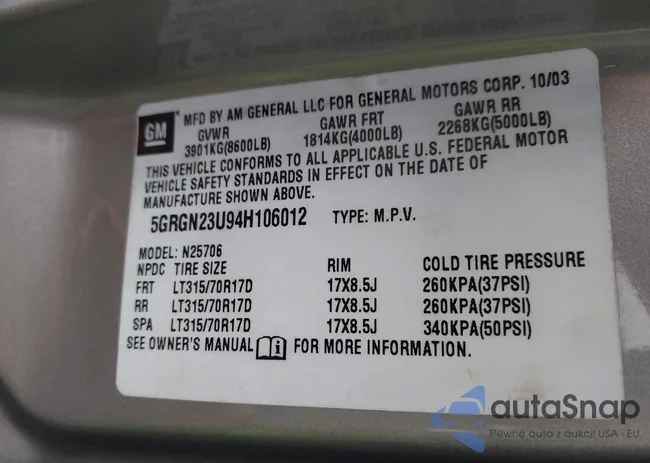 GM
MFD BY AM GENERAL LLC FOR GENERAL MOTORS CORP. 10/03
GVWR GAWR FRT GAWR RR
3901KG(8600LB) 1814KG(4000LB) 2268KG(5000LB)
THIS VEHICLE CONFORMS TO ALL APPLICABLE U.S. FEDERAL MOTOR
VEHICLE SAFETY STANDARDS IN EFFECT ON THE DATE OF
MANUFACTURE SHOWN ABOVE.
5GRGN23U94H106012 TYPE: M.P.V.
MODEL: N25706
NPDC TIRE SIZE RIM COLD TIRE PRESSURE
FRT LT315/70R17D 17X8.5J 260KPA(37PSI)
RR LT315/70R17D 17X8.5J 260KPA(37PSI)
SPA LT315/70R17D 17X8.5J 340KPA(50PSI)
SEE OWNER'S MANUAL i FOR MORE INFORMATION.
autaSnap
Pewne auta z aukcji USA i EU